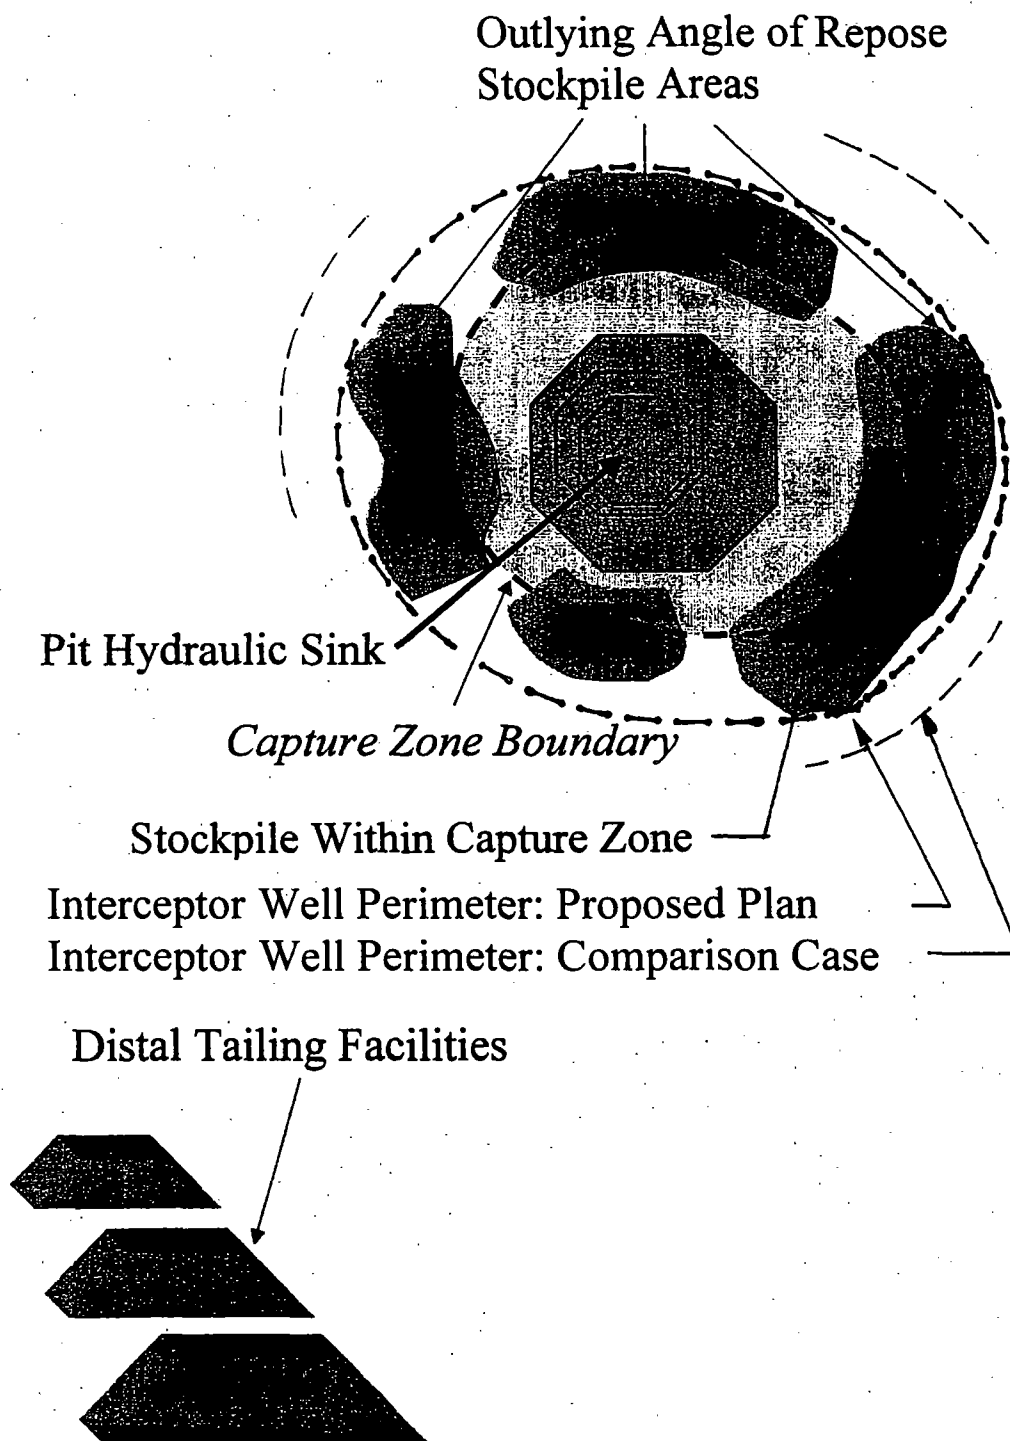 Outlying Angle of Repose
Stockpile Areas
Pit Hydraulic Sink
Capture Zone Boundary
Stockpile Within Capture Zone
Interceptor Well Perimeter: Proposed Plan
Interceptor Well Perimeter: Comparison Case
Distal Tailing Facilities